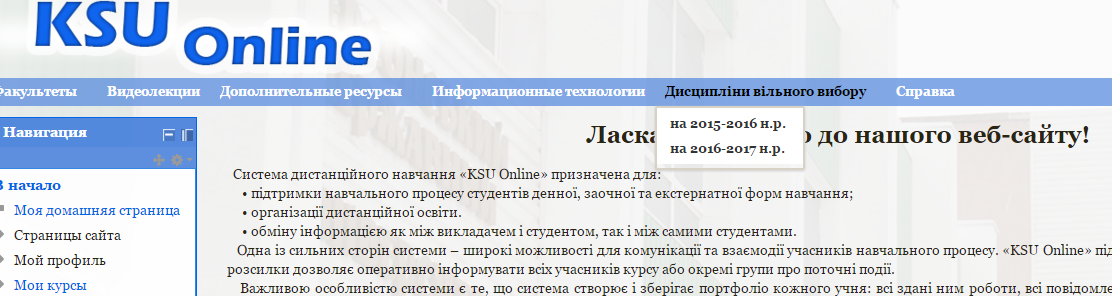 KSU Online
Факультеты Видеолекции Дополнительные ресурсы Информационные технологии Дисципліни вільного вибору Справка
на 2015-2016 н.р.
на 2016-2017 н.р.
Навигация
В начало
Моя домашняя страница
Страницы сайта
Мой профиль
Мои курсы
до нашого веб-сайту!
Система дистанційного навчання «KSU Online» призначена для:
• підтримки навчального процесу студентів денної, заочної та екстернатної форм навчання;
• організації дистанційної освіти.
• обміну інформацією як між викладачем і студентом, так і між самими студентами.
Одна із сильних сторін системи – широкі можливості для комунікації та взаємодії учасників навчального процесу. «KSU Online» під
розсилки дозволяє оперативно інформувати всіх учасників курсу або окремі групи про поточні події.
Важливою особливістю системи є те, що система створює і зберігає портфоліо кожного учня: всі здані ним роботи, всі